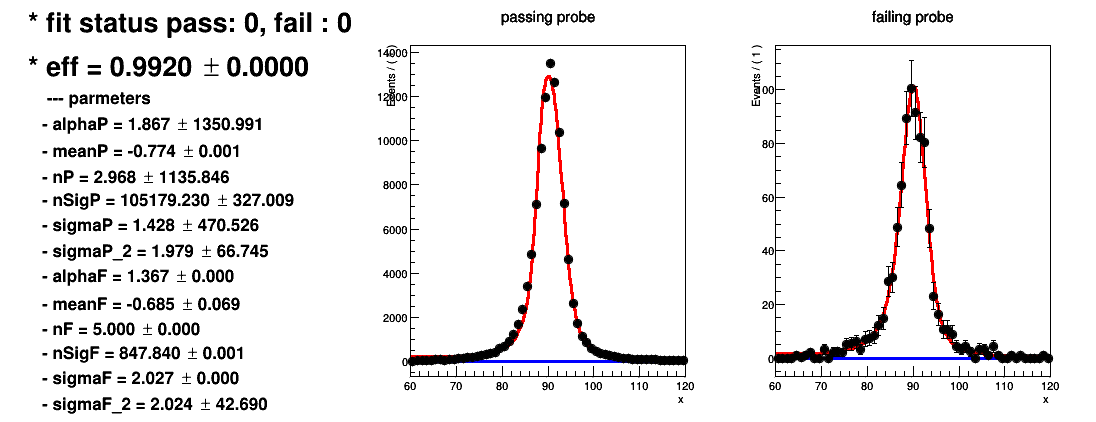 * fit status pass: 0, fail : 0
* eff = 0.9920 ± 0.0000
--- parmeters
- alphaP = 1.867 ± 1350.991
- meanP = -0.774 ± 0.001
- nP = 2.968 ± 1135.846
- nSigP = 105179.230 ± 327.009
- sigmaP = 1.428 ± 470.526
- sigmaP_2 = 1.979 ± 66.745
- alphaF = 1.367 ± 0.000
- meanF = -0.685 ± 0.069
- nF = 5.000 ± 0.000
- nSigF = 847.840 ± 0.001
- sigmaF = 2.027 ± 0.000
- sigmaF_2 = 2.024 ± 42.690
passing probe
Events / ( 1 )
14000
12000
10000
8000
6000
4000
2000
0
60 70 80 90 100 110 120
x
failing probe
Events / ( 1 )
100
80
60
40
20
0
60 70 80 90 100 110 120
x